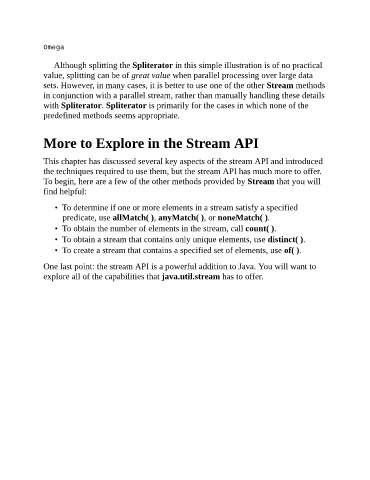 Omega
Although splitting the Spliterator in this simple illustration is of no practical
value, splitting can be of great value when parallel processing over large data
sets. However, in many cases, it is better to use one of the other Stream methods
in conjunction with a parallel stream, rather than manually handling these details
with Spliterator. Spliterator is primarily for the cases in which none of the
predefined methods seems appropriate.
More to Explore in the Stream API
This chapter has discussed several key aspects of the stream API and introduced
the techniques required to use them, but the stream API has much more to offer.
To begin, here are a few of the other methods provided by Stream that you will
find helpful:
• To determine if one or more elements in a stream satisfy a specified
predicate, use allMatch( ), anyMatch( ), or noneMatch( ).
• To obtain the number of elements in the stream, call count( ).
• To obtain a stream that contains only unique elements, use distinct( ).
• To create a stream that contains a specified set of elements, use of( ).
One last point: the stream API is a powerful addition to Java. You will want to
explore all of the capabilities that java.util.stream has to offer.